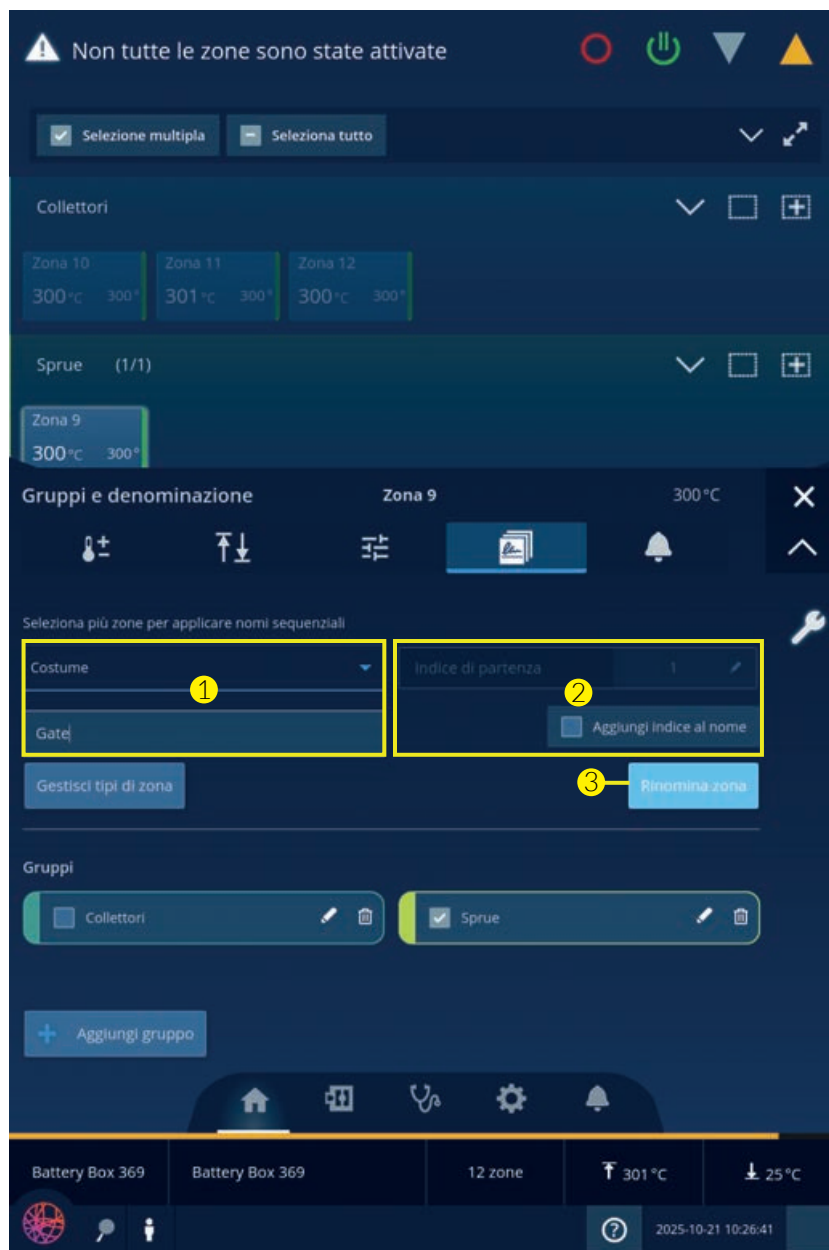 Non tutte le zone sono state attivate
Selezione multipla Seleziona tutto
Collettori
Zona 10 Zona 11 Zona 12
300 °C 300° 301 °C 300° 300 °C 300°
Sprue (1/1)
Zona 9
300 °C 300°
Gruppi e denominazione Zona 9 300 °C
Seleziona più zone per applicare nomi sequenziali
Costume Indice di partenza 1
1 2
Gate Aggiungi indice al nome
Gestisci tipi di zona 3 Rinomina zona
Gruppi
Collettori Sprue
Aggiungi gruppo
Battery Box 369 Battery Box 369 12 zone 301 °C 25 °C
2025-10-21 10:26:41